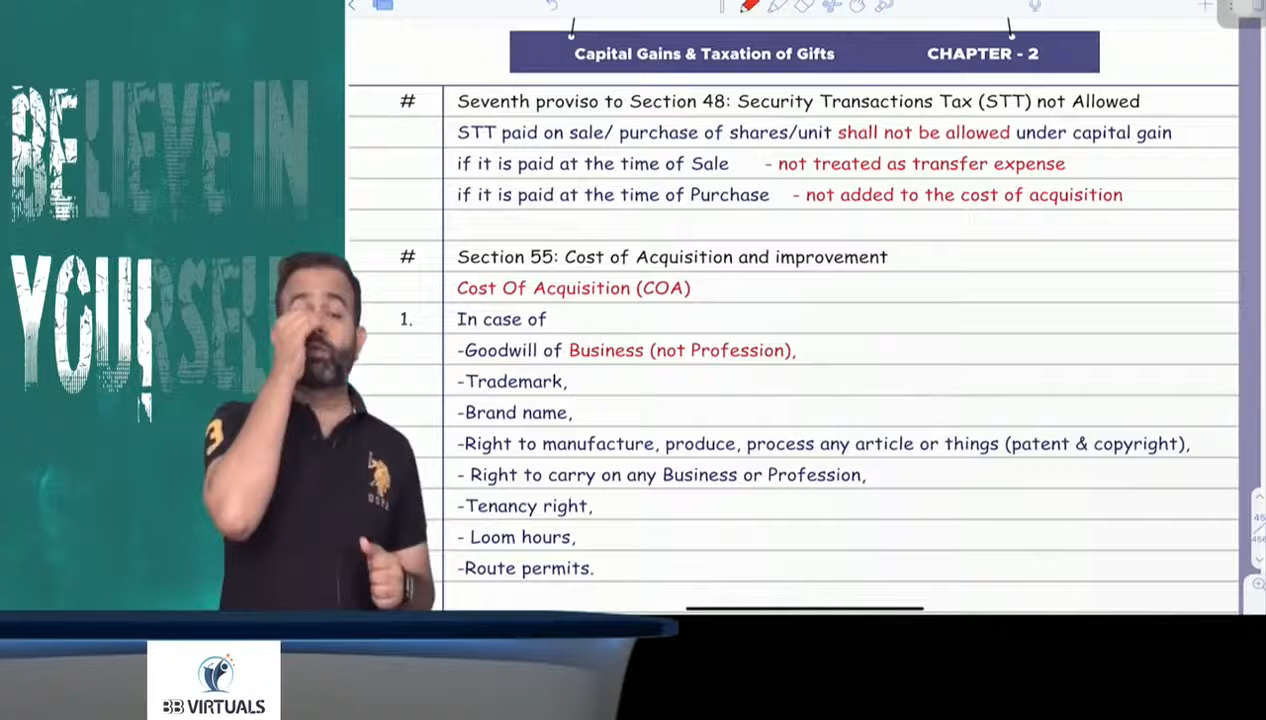 BELIEVE IN
YOURSELF
!
Capital Gains & Taxation of Gifts CHAPTER - 2
# Seventh proviso to Section 48: Security Transactions Tax (STT) not Allowed
STT paid on sale/ purchase of shares/unit shall not be allowed under capital gain
if it is paid at the time of Sale - not treated as transfer expense
if it is paid at the time of Purchase - not added to the cost of acquisition
# Section 55: Cost of Acquisition and improvement
Cost Of Acquisition (COA)
1. In case of
-Goodwill of Business (not Profession),
-Trademark,
-Brand name,
-Right to manufacture, produce, process any article or things (patent & copyright),
- Right to carry on any Business or Profession,
-Tenancy right,
- Loom hours,
-Route permits.
3
USPA
BB VIRTUALS